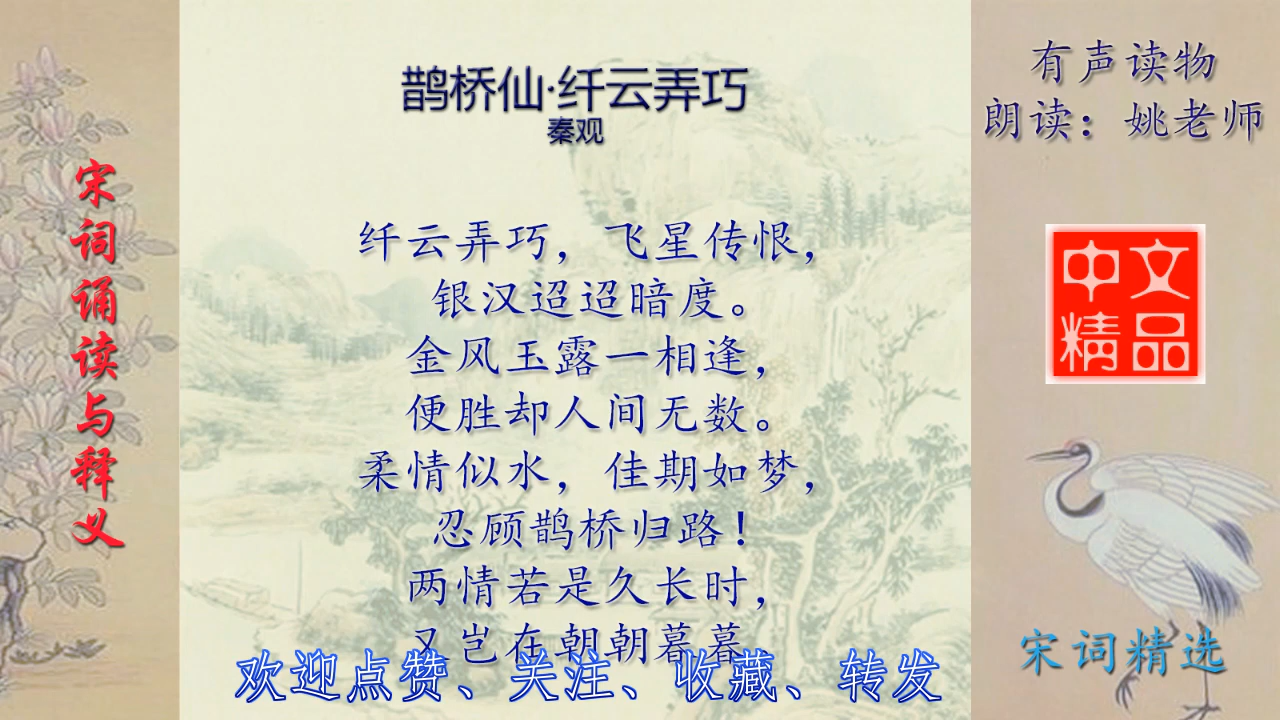 鹊桥仙·纤云弄巧
秦观
纤云弄巧，飞星传恨，
银汉迢迢暗度。
金风玉露一相逢，
便胜却人间无数。
柔情似水，佳期如梦，
忍顾鹊桥归路！
两情若是久长时，
又岂在朝朝暮暮
欢迎点赞、关注、收藏、转发
宋词诵读与释义
有声读物
朗读：姚老师
中文
精品
宋词精选